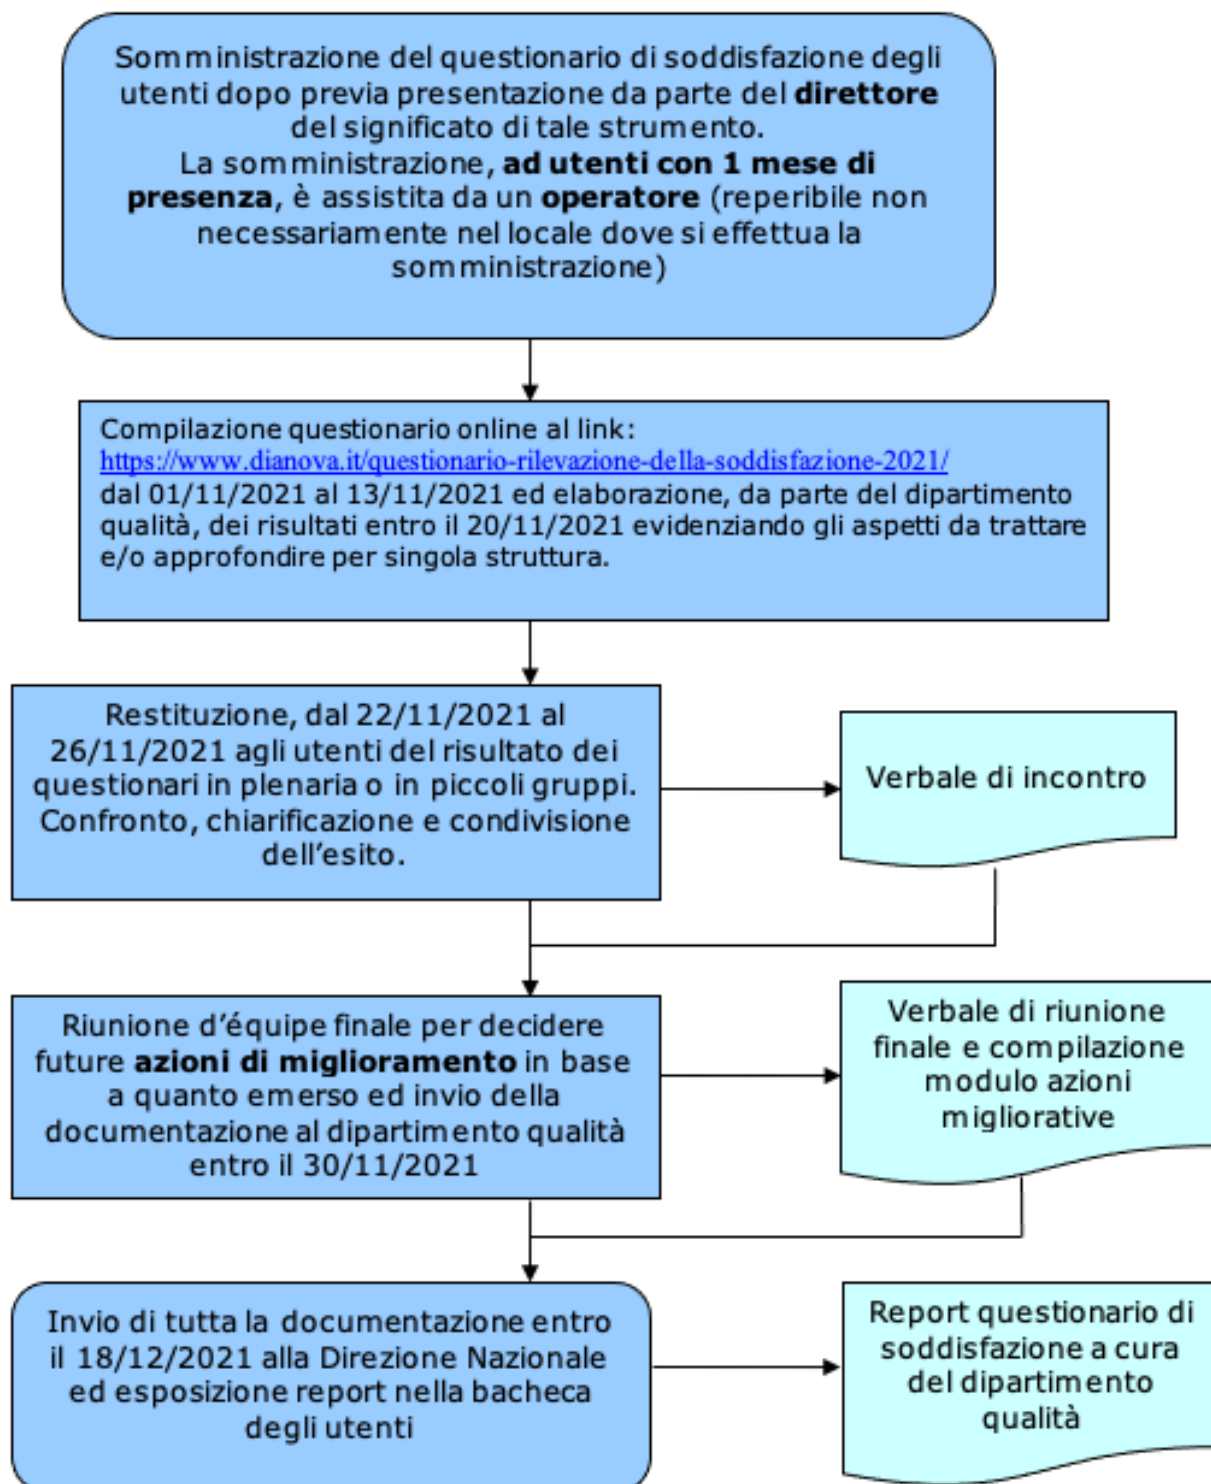 Somministrazione del questionario di soddisfazione degli
utenti dopo previa presentazione da parte del direttore
del significato di tale strumento.
La somministrazione, ad utenti con 1 mese di
presenza, è assistita da un operatore (reperibile non
necessariamente nel locale dove si effettua la
somministrazione)
Compilazione questionario online al link:
https://www.dianova.it/questionario-rilevazione-della-soddisfazione-2021/
dal 01/11/2021 al 13/11/2021 ed elaborazione, da parte del dipartimento
qualità, dei risultati entro il 20/11/2021 evidenziando gli aspetti da trattare
e/o approfondire per singola struttura.
Restituzione, dal 22/11/2021 al
26/11/2021 agli utenti del risultato dei
questionari in plenaria o in piccoli gruppi.
Confronto, chiarificazione e condivisione
dell'esito.
Verbale di incontro
Riunione d'équipe finale per decidere
future azioni di miglioramento in base
a quanto emerso ed invio della
documentazione al dipartimento qualità
entro il 30/11/2021
Verbale di riunione
finale e compilazione
modulo azioni
migliorative
Invio di tutta la documentazione entro
il 18/12/2021 alla Direzione Nazionale
ed esposizione report nella bacheca
degli utenti
Report questionario di
soddisfazione a cura
del dipartimento
qualità